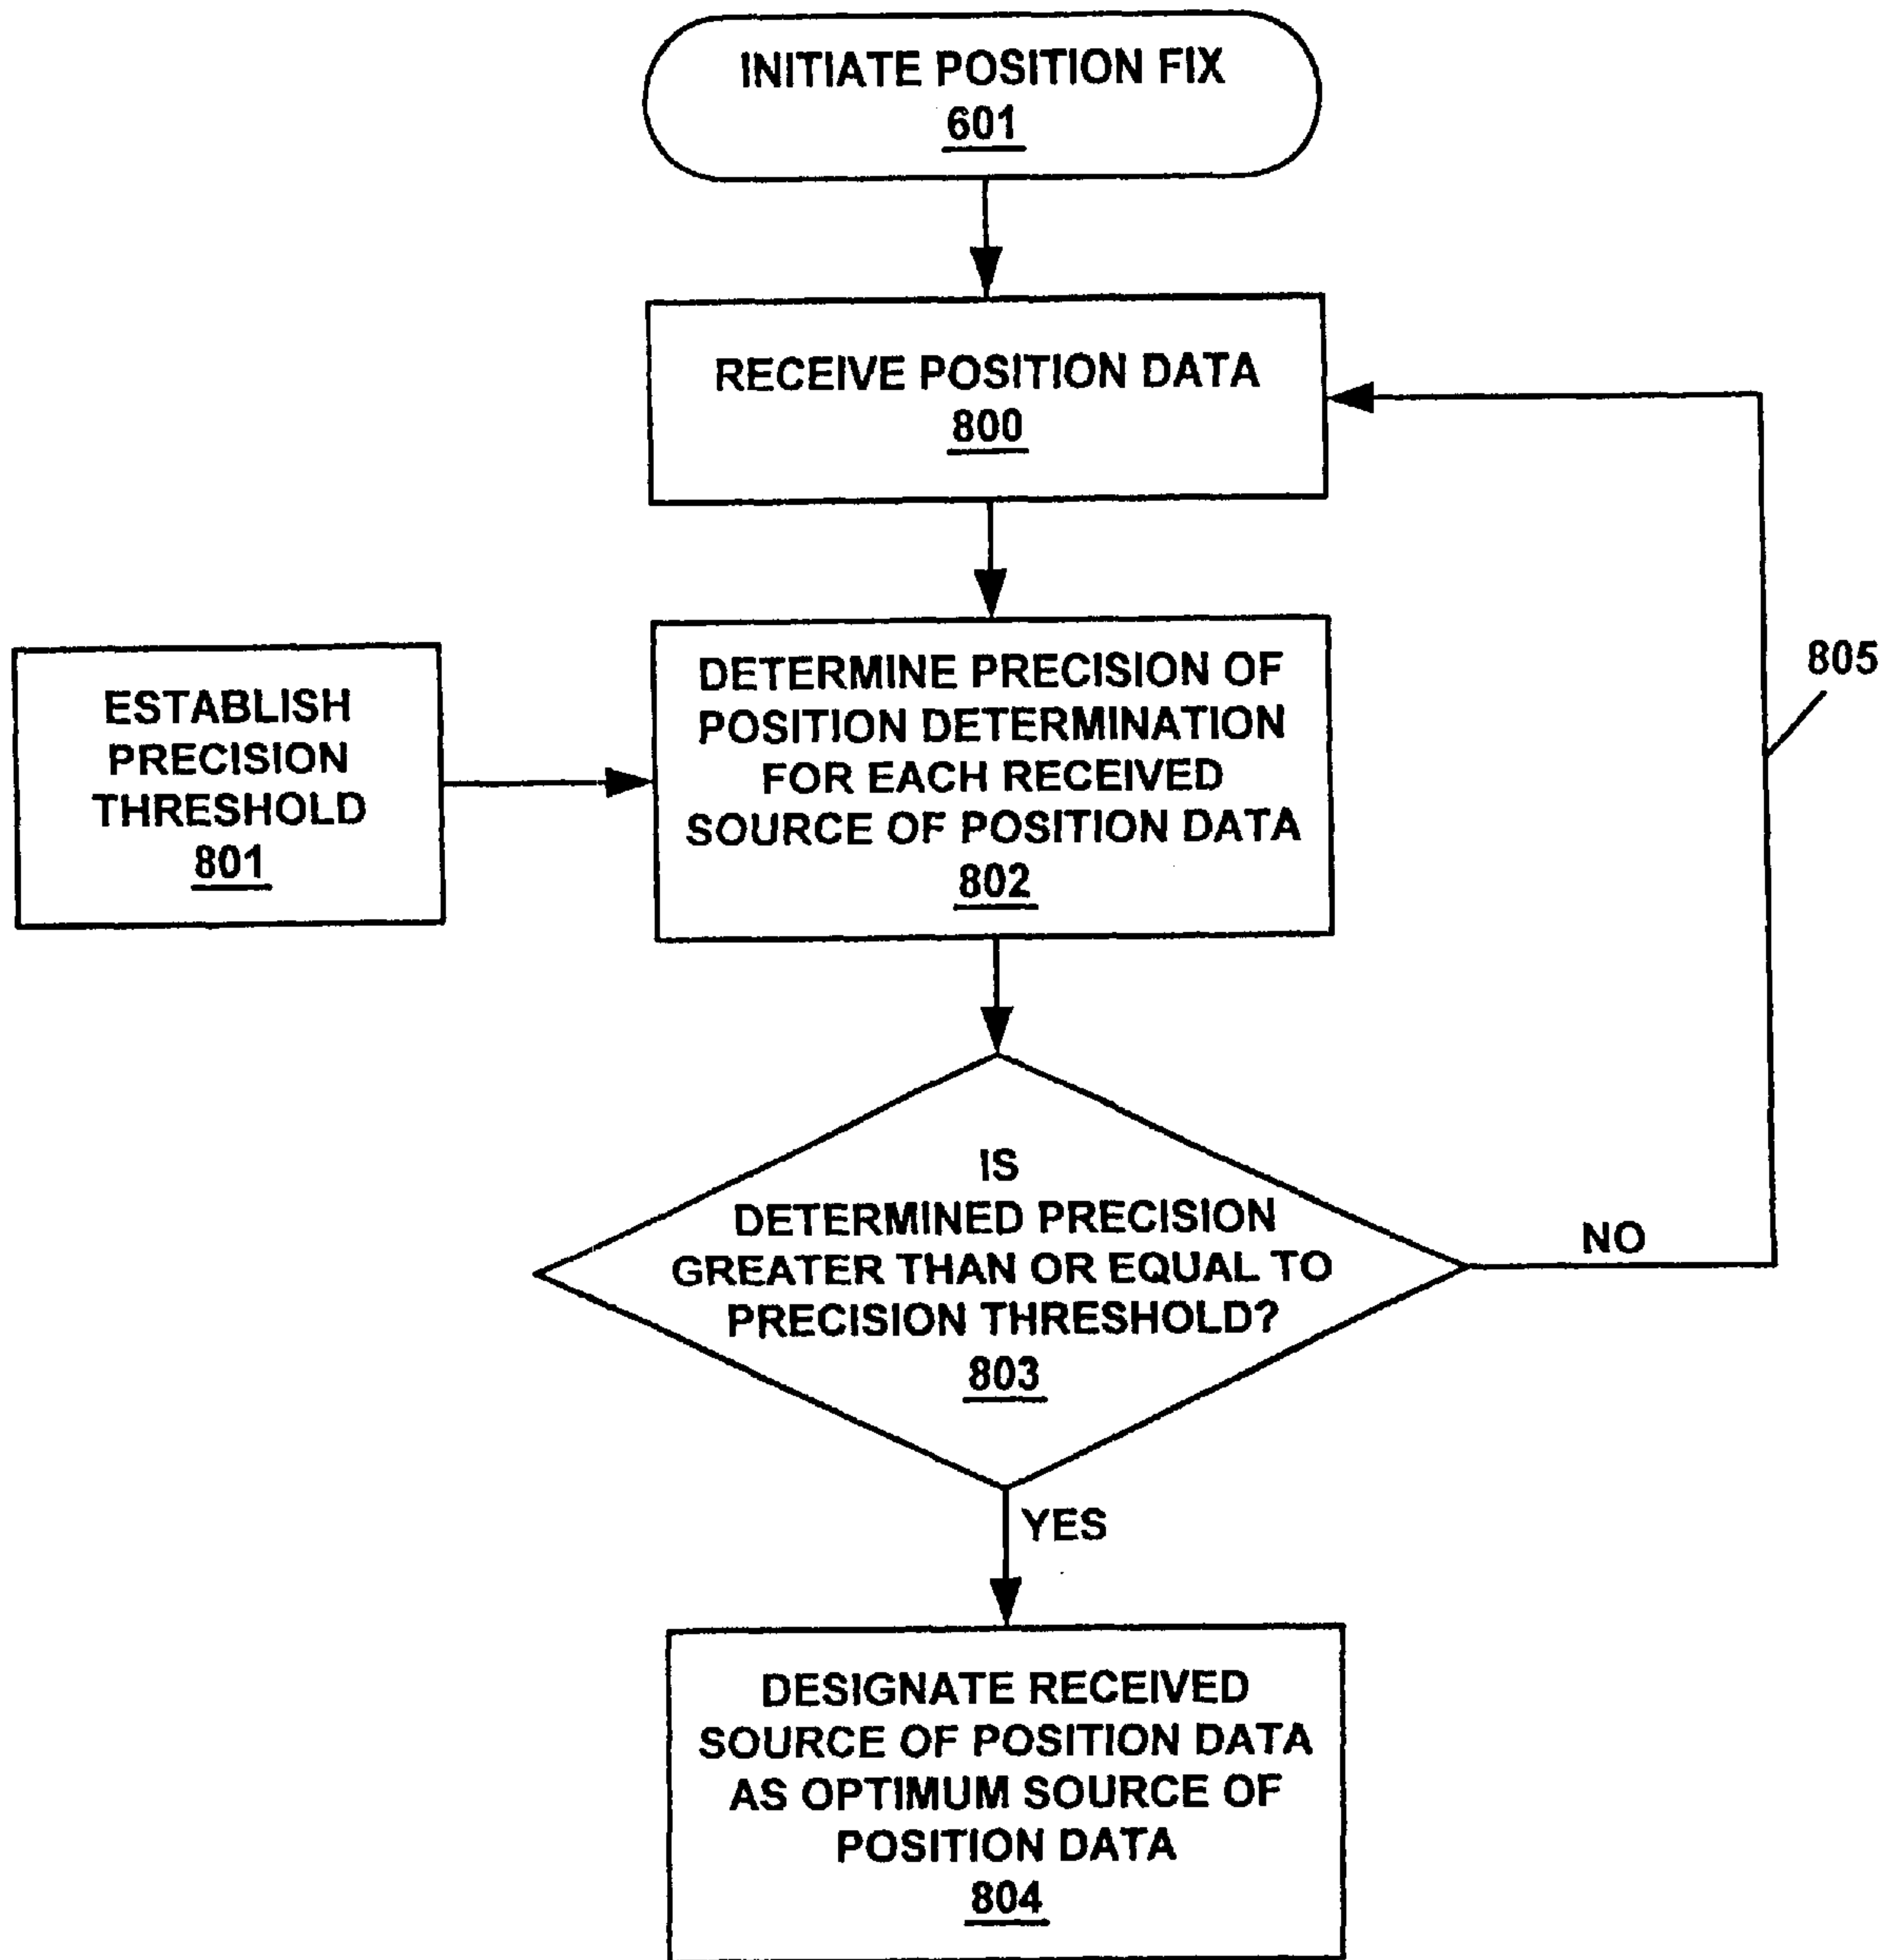 INITIATE POSITION FIX
601
RECEIVE POSITION DATA
800
ESTABLISH
PRECISION
THRESHOLD
801
DETERMINE PRECISION OF
POSITION DETERMINATION
FOR EACH RECEIVED
SOURCE OF POSITION DATA
802
805
IS
DETERMINED PRECISION
GREATER THAN OR EQUAL TO
PRECISION THRESHOLD?
803
NO
YES
DESIGNATE RECEIVED
SOURCE OF POSITION DATA
AS OPTIMUM SOURCE OF
POSITION DATA
804